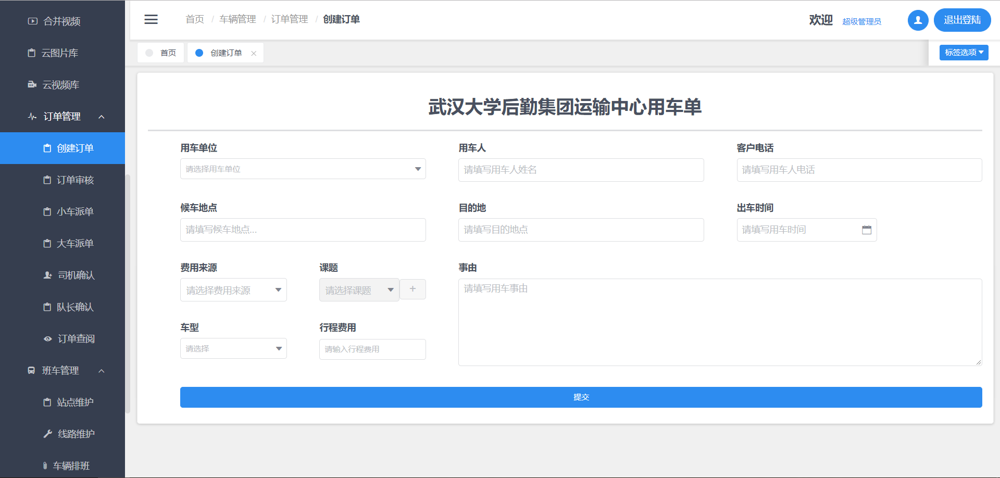 合并视频
云图片库
云视频库
订单管理
创建订单
订单审核
小车派单
大车派单
司机确认
队长确认
订单查阅
班车管理
站点维护
线路维护
车辆排班
首页 / 车辆管理 / 订单管理 / 创建订单
欢迎 超级管理员 退出登陆
首页 创建订单 × 标签选项
武汉大学后勤集团运输中心用车单
用车单位 用车人 客户电话
请选择用车单位 请填写用车人姓名 请填写用车人电话
候车地点 目的地 出车时间
请填写候车地点... 请填写目的地点 请填写用车时间
费用来源 课题 事由
请选择费用来源 请选择课题 + 请填写用车事由
车型 行程费用
请选择 请输入行程费用
提交